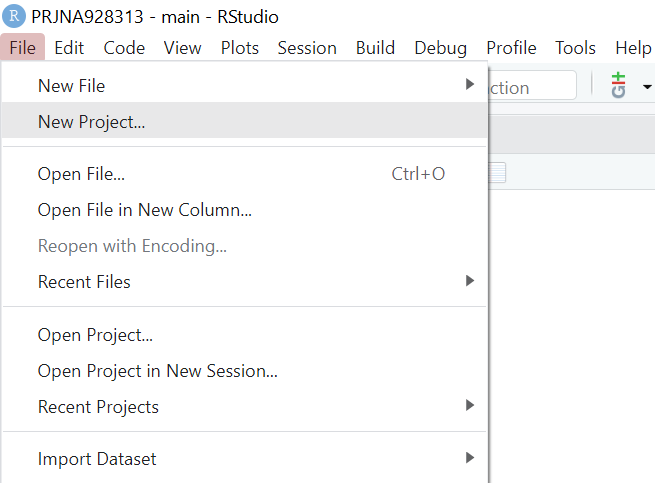 R PRJNA928313 - main - RStudio
File Edit Code View Plots Session Build Debug Profile Tools Help
New File
ction
Git
New Project...
Open File... Ctrl+O
Open File in New Column...
Reopen with Encoding...
Recent Files
Open Project...
Open Project in New Session...
Recent Projects
Import Dataset